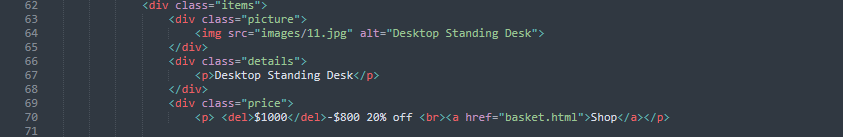 62 <div class="items">
63 <div class="picture">
64 <img src="images/11.jpg" alt="Desktop Standing Desk">
65 </div>
66 <div class="details">
67 <p>Desktop Standing Desk</p>
68 </div>
69 <div class="price">
70 <p> <del>$1000</del>-$800 20% off <br><a href="basket.html">Shop</a></p>
71